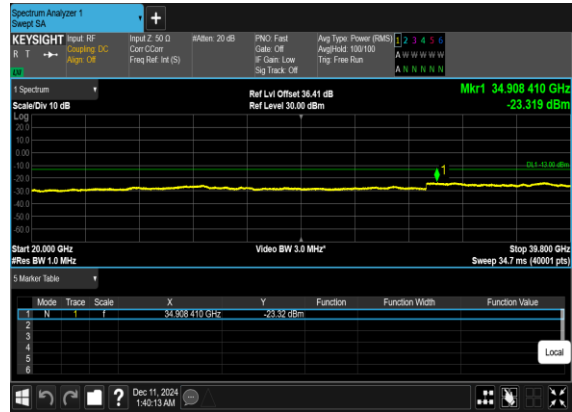 Spectrum Analyzer 1
Swept SA
+
KEYSIGHT Input: RF Input Z: 50 Ω #Atten: 20 dB PNO: Fast Avg Type: Power (RMS) 1 2 3 4 5 6
R T Coupling: DC Corr CCorr Gate: Off Avg|Hold: 100/100 A W W W W W
Align: Off Freq Ref: Int (S) IF Gain: Low Trig: Free Run A N N N N N
Sig Track: Off
1 Spectrum
Ref Lvl Offset 36.41 dB Mkr1 34.908 410 GHz
Scale/Div 10 dB Ref Level 30.00 dBm -23.319 dBm
Log
20.0
10.0
0.00
-10.0 DL1 -13.00 dBm
1
-20.0
-30.0
-40.0
-50.0
-60.0
Start 20.000 GHz Video BW 3.0 MHz* Stop 39.800 GHz
#Res BW 1.0 MHz Sweep 34.7 ms (40001 pts)
5 Marker Table
Mode Trace Scale X Y Function Function Width Function Value
1 N 1 f 34.908 410 GHz -23.32 dBm
2
3
4
5
6
Local
? Dec 11, 2024
1:40:13 AM